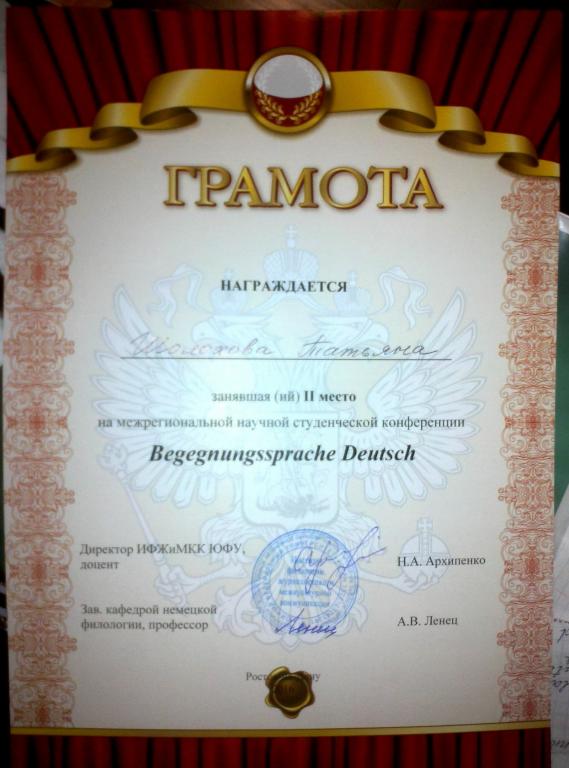 ГРАМОТА
НАГРАЖДАЕТСЯ
Шолохова Татьяна
занявшая (ий) II место
на межрегиональной научной студенческой конференции
Begegnungssprache Deutsch
Директор ИФЖиМКК ЮФУ,
доцент
Н.А. Архипенко
Зав. кафедрой немецкой
филологии, профессор
А.В. Ленец